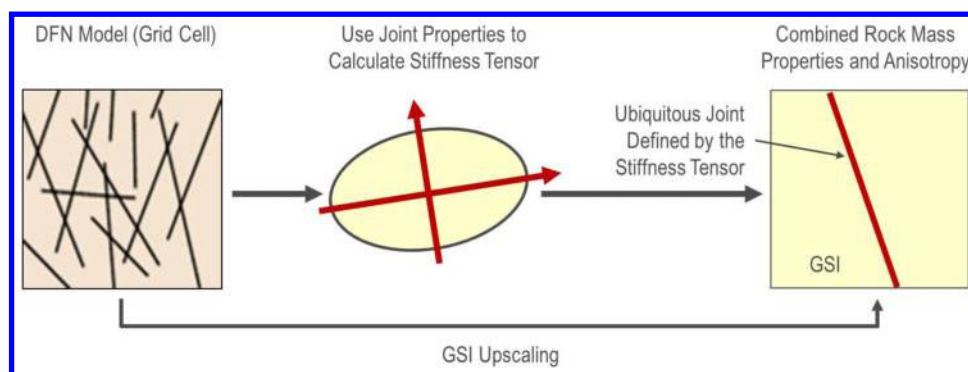 DFN Model (Grid Cell)
Use Joint Properties to
Calculate Stiffness Tensor
Combined Rock Mass
Properties and Anisotropy
Ubiquitous Joint
Defined by the
Stiffness Tensor
GSI
GSI Upscaling